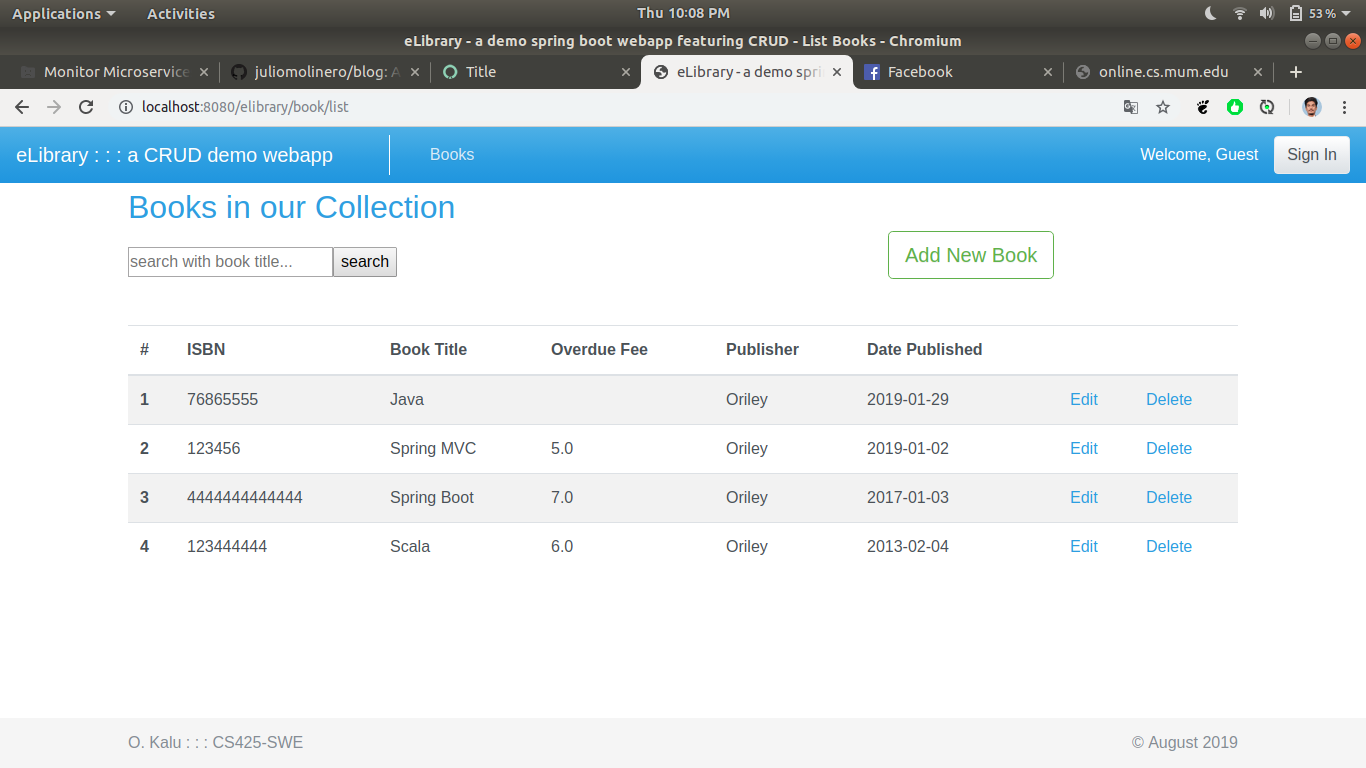 Applications Activities Thu 10:08 PM 53 %
eLibrary - a demo spring boot webapp featuring CRUD - List Books - Chromium
Monitor Microservice juliomolinero/blog: A Title eLibrary - a demo spri Facebook online.cs.mum.edu
localhost:8080/elibrary/book/list
eLibrary : : : a CRUD demo webapp Books Welcome, Guest Sign In
Books in our Collection
search with book title... search Add New Book
# ISBN Book Title Overdue Fee Publisher Date Published
1 76865555 Java Oriley 2019-01-29 Edit Delete
2 123456 Spring MVC 5.0 Oriley 2019-01-02 Edit Delete
3 4444444444444 Spring Boot 7.0 Oriley 2017-01-03 Edit Delete
4 123444444 Scala 6.0 Oriley 2013-02-04 Edit Delete
O. Kalu : : : CS425-SWE © August 2019